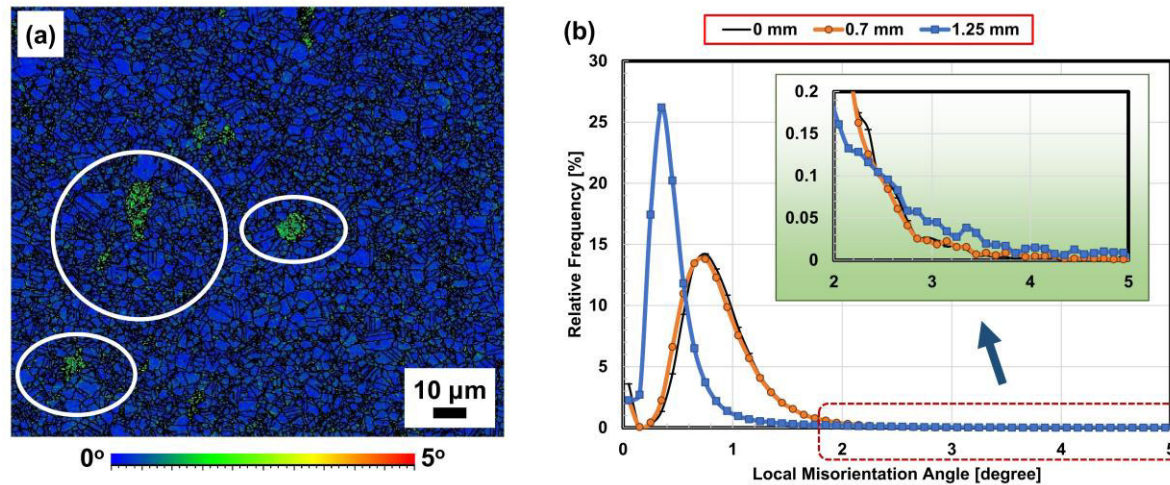 (a)
10 µm
0º 5º
(b)
0 mm 0.7 mm 1.25 mm
Relative Frequency [%]
30
25
20
15
10
5
0
0 1 2 3 4 5
Local Misorientation Angle [degree]
0.2
0.15
0.1
0.05
0
2 3 4 5